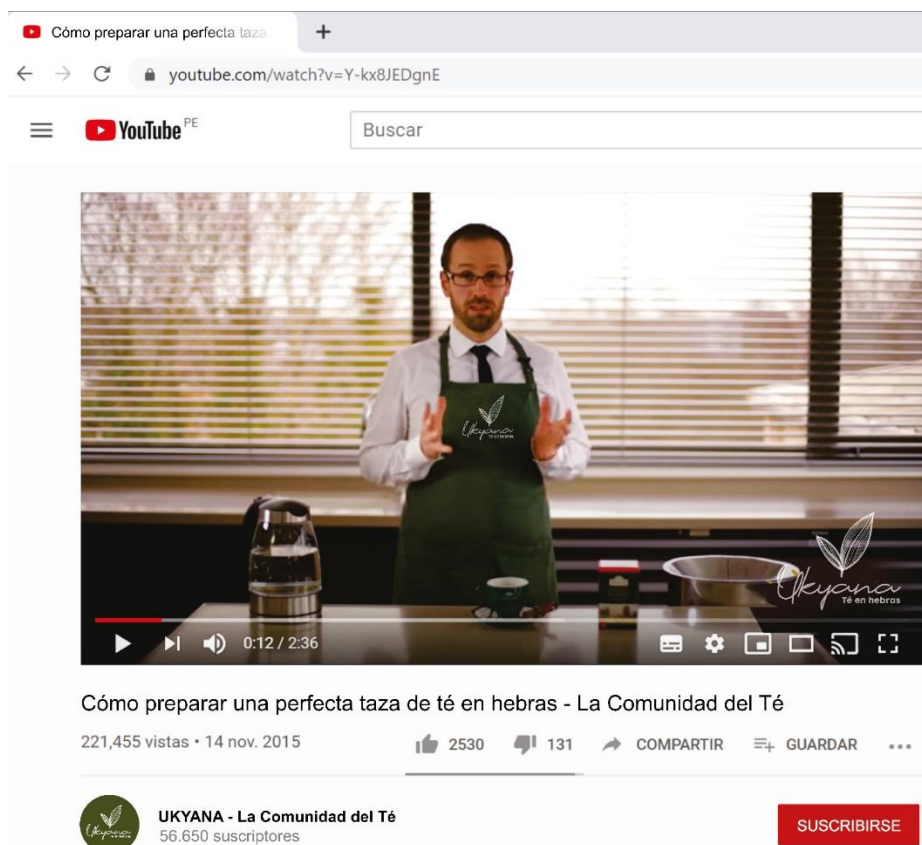 Cómo preparar una perfecta taza
youtube.com/watch?v=Y-kx8JEDgnE
YouTube PE
Buscar
Ukyana
Ukyana
Té en hebras
0:12 / 2:36
Cómo preparar una perfecta taza de té en hebras - La Comunidad del Té
221,455 vistas • 14 nov. 2015
2530
131
COMPARTIR
GUARDAR
Ukyana
UKYANA - La Comunidad del Té
56.650 suscriptores
SUSCRIBIRSE